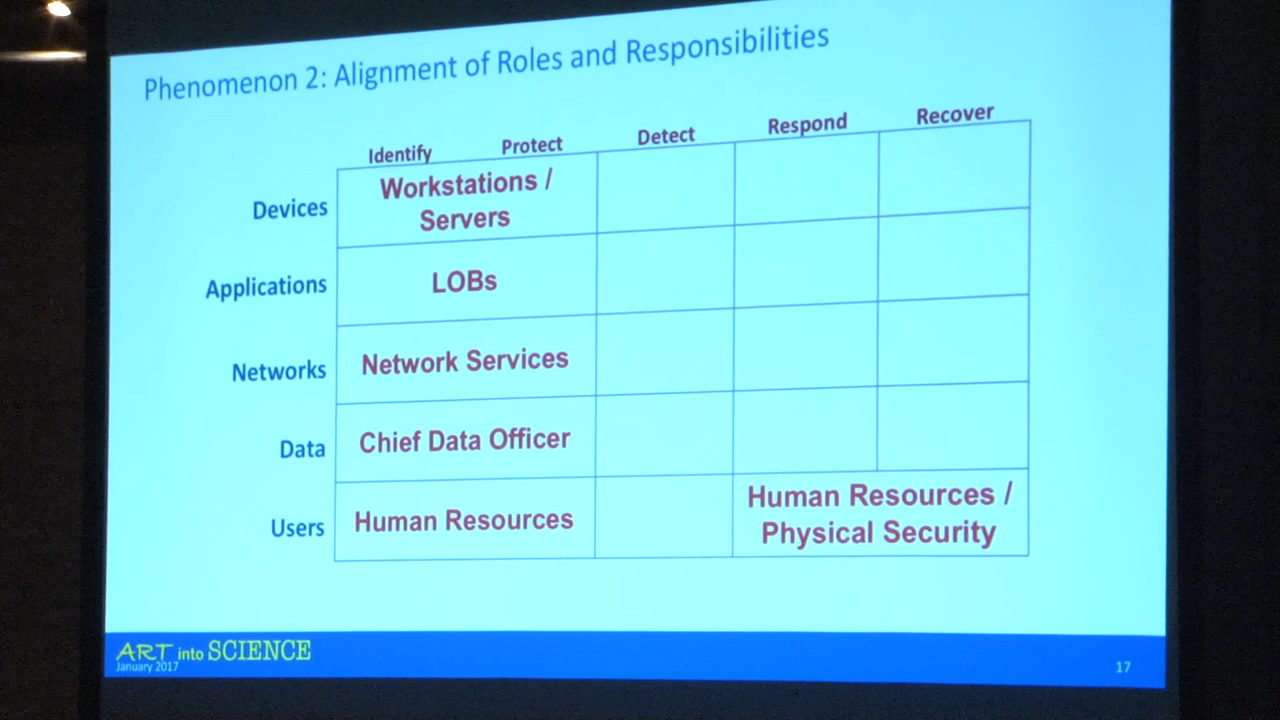 Phenomenon 2: Alignment of Roles and Responsibilities
Identify Protect Detect Respond Recover
Devices
Workstations /
Servers
Applications
LOBs
Networks
Network Services
Data
Chief Data Officer
Users
Human Resources
Human Resources /
Physical Security
ART into SCIENCE
January 2017
17